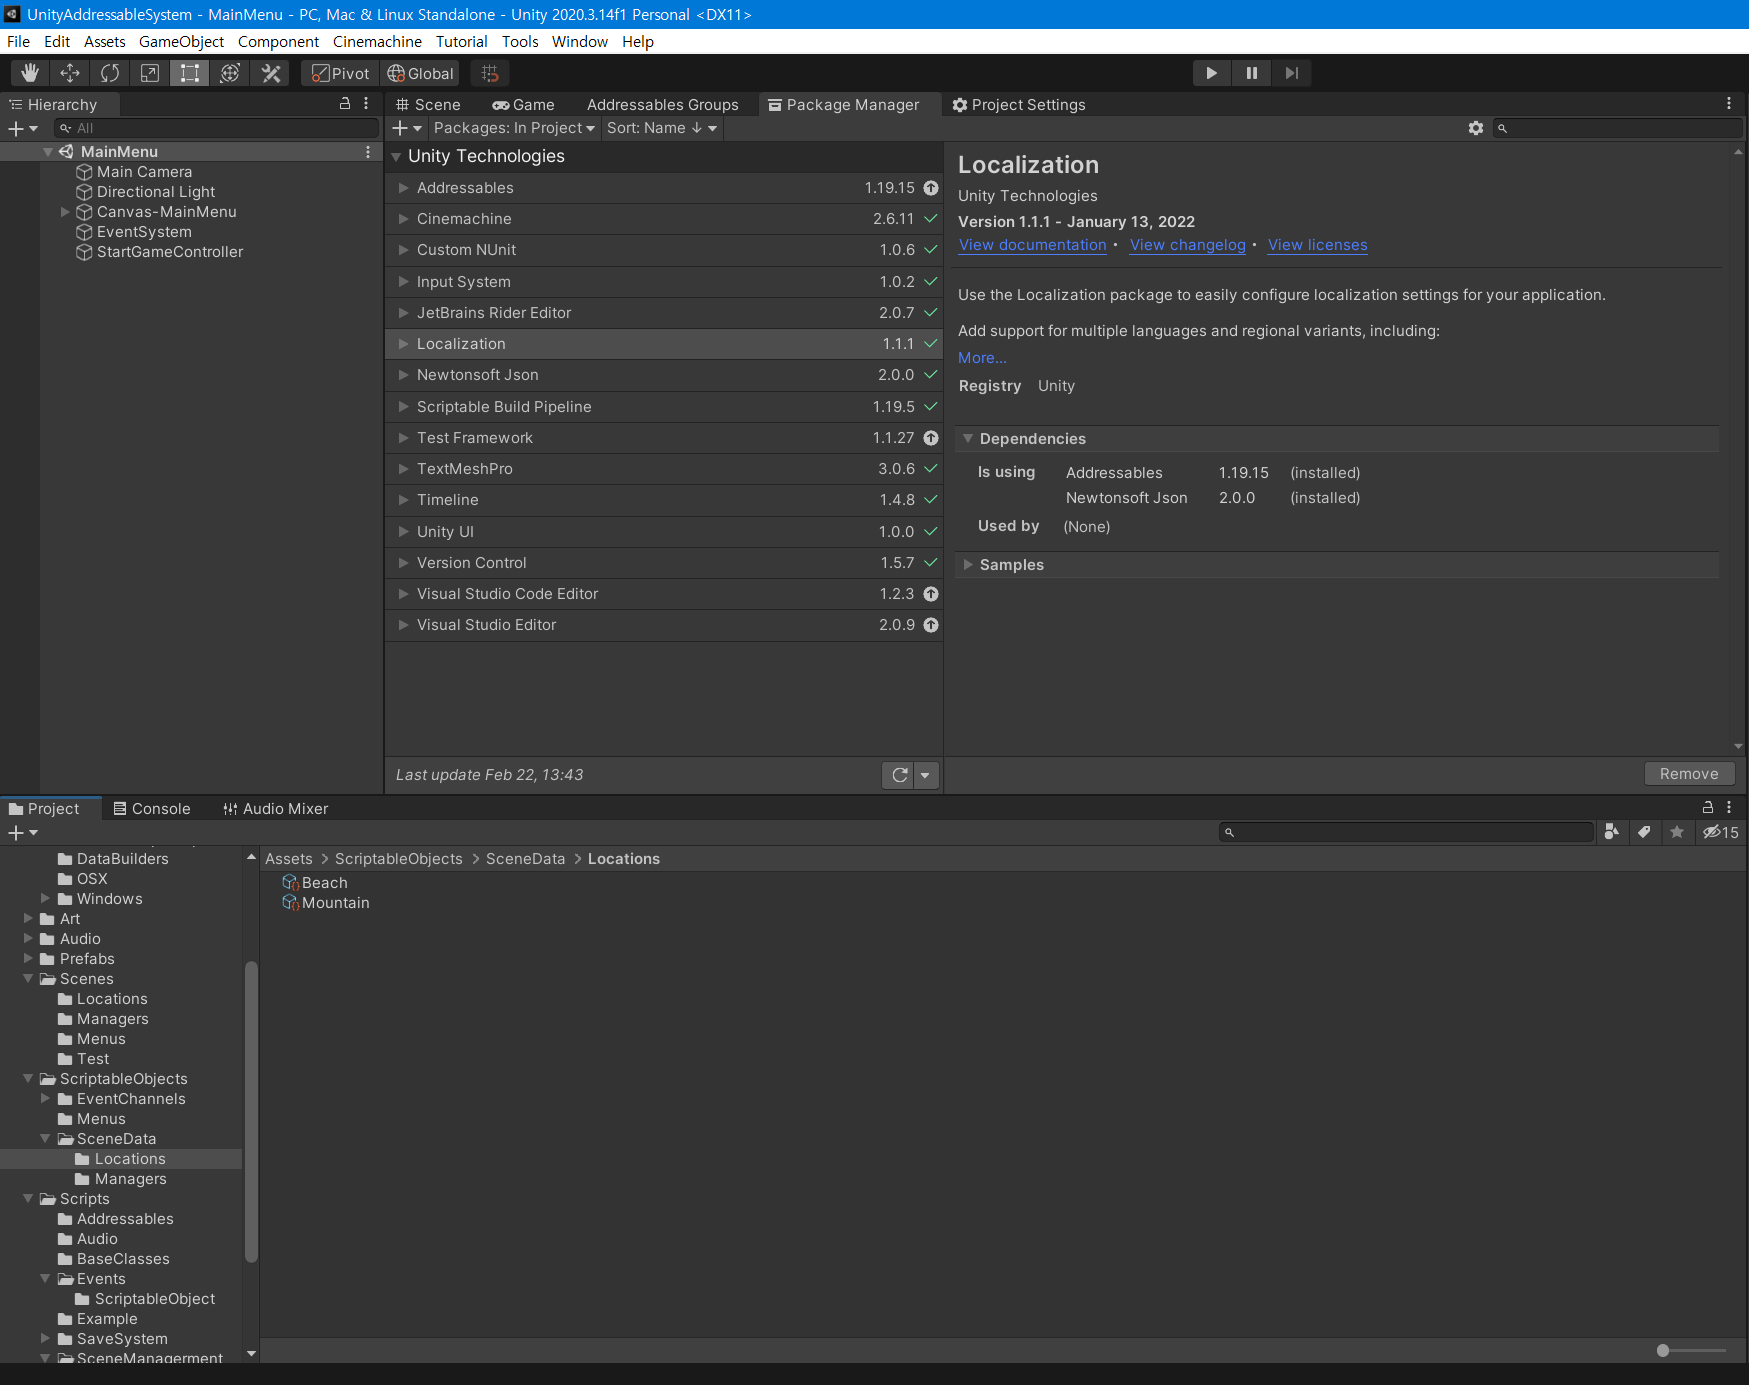 UnityAddressableSystem - MainMenu - PC, Mac & Linux Standalone - Unity 2020.3.14f1 Personal <DX11>
File Edit Assets GameObject Component Cinemachine Tutorial Tools Window Help
Pivot Global
Hierarchy
All
MainMenu
Main Camera
Directional Light
Canvas-MainMenu
EventSystem
StartGameController
Scene Game Addressables Groups Package Manager Project Settings
Packages: In Project Sort: Name ↓
Unity Technologies
Addressables 1.19.15
Cinemachine 2.6.11
Custom NUnit 1.0.6
Input System 1.0.2
JetBrains Rider Editor 2.0.7
Localization 1.1.1
Newtonsoft Json 2.0.0
Scriptable Build Pipeline 1.19.5
Test Framework 1.1.27
TextMeshPro 3.0.6
Timeline 1.4.8
Unity UI 1.0.0
Version Control 1.5.7
Visual Studio Code Editor 1.2.3
Visual Studio Editor 2.0.9
Last update Feb 22, 13:43
Localization
Unity Technologies
Version 1.1.1 - January 13, 2022
View documentation • View changelog • View licenses
Use the Localization package to easily configure localization settings for your application.
Add support for multiple languages and regional variants, including:
More...
Registry Unity
Dependencies
Is using Addressables 1.19.15 (installed)
Newtonsoft Json 2.0.0 (installed)
Used by (None)
Samples
Remove
Project Console Audio Mixer
15
DataBuilders
OSX
Windows
Art
Audio
Prefabs
Scenes
Locations
Managers
Menus
Test
ScriptableObjects
EventChannels
Menus
SceneData
Locations
Managers
Scripts
Addressables
Audio
BaseClasses
Events
ScriptableObject
Example
SaveSystem
SceneManagerment
Assets > ScriptableObjects > SceneData > Locations
Beach
Mountain